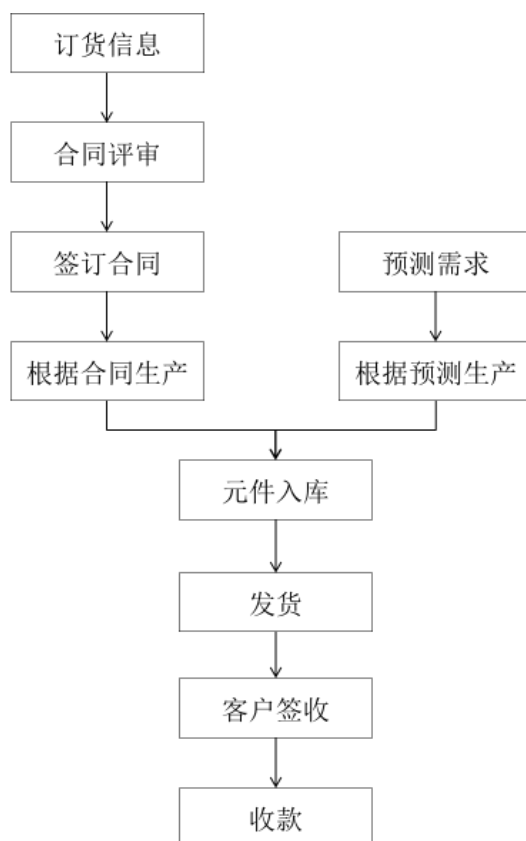 订货信息
合同评审
签订合同
预测需求
根据合同生产
根据预测生产
元件入库
发货
客户签收
收款